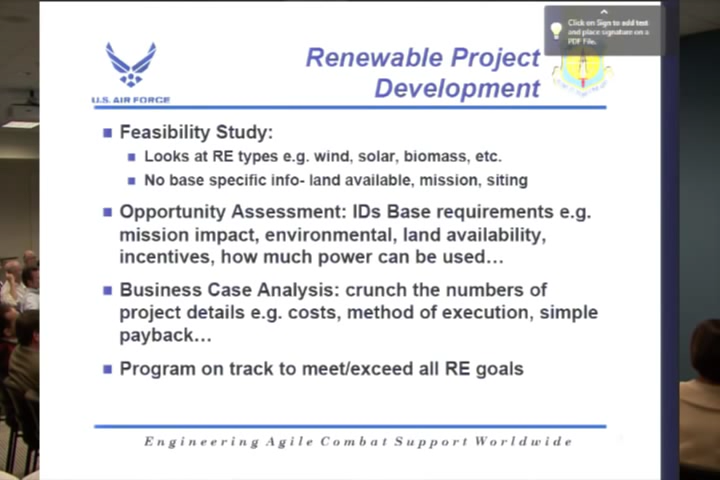 Click on Sign to add text
and place signature on a
PDF File.
Renewable Project
Development
U.S. AIR FORCE
Feasibility Study:
Looks at RE types e.g. wind, solar, biomass, etc.
No base specific info- land available, mission, siting
Opportunity Assessment: IDs Base requirements e.g.
mission impact, environmental, land availability,
incentives, how much power can be used…
Business Case Analysis: crunch the numbers of
project details e.g. costs, method of execution, simple
payback…
Program on track to meet/exceed all RE goals
Engineering Agile Combat Support Worldwide